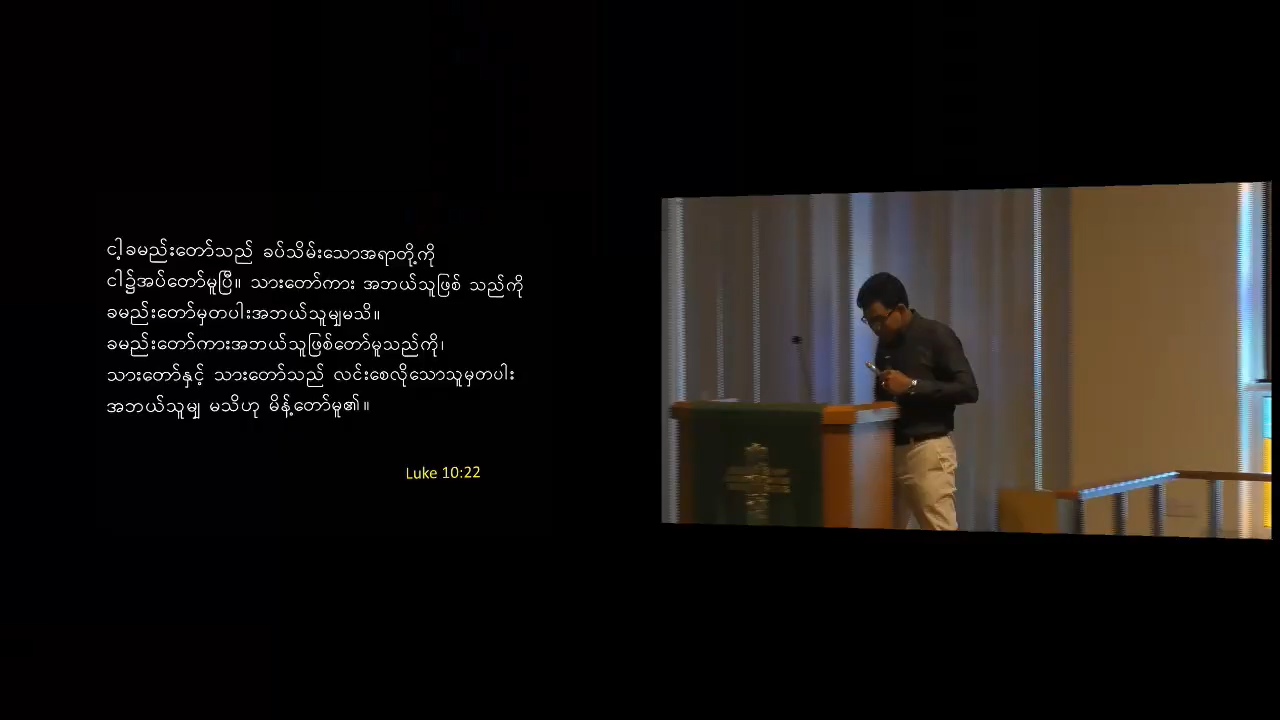 ငါ့ခမည်းတော်သည် ခပ်သိမ်းသောအရာတို့ကို
ငါ၌အပ်တော်မူပြီ။ သားတော်ကား အဘယ်သူဖြစ် သည်ကို
ခမည်းတော်မှတပါးအဘယ်သူမျှမသိ။
ခမည်းတော်ကားအဘယ်သူဖြစ်တော်မူသည်ကို၊
သားတော်နှင့် သားတော်သည် လင်းစေလိုသောသူမှတပါး
အဘယ်သူမျှ မသိဟု မိန့်တော်မူ၏။
Luke 10:22